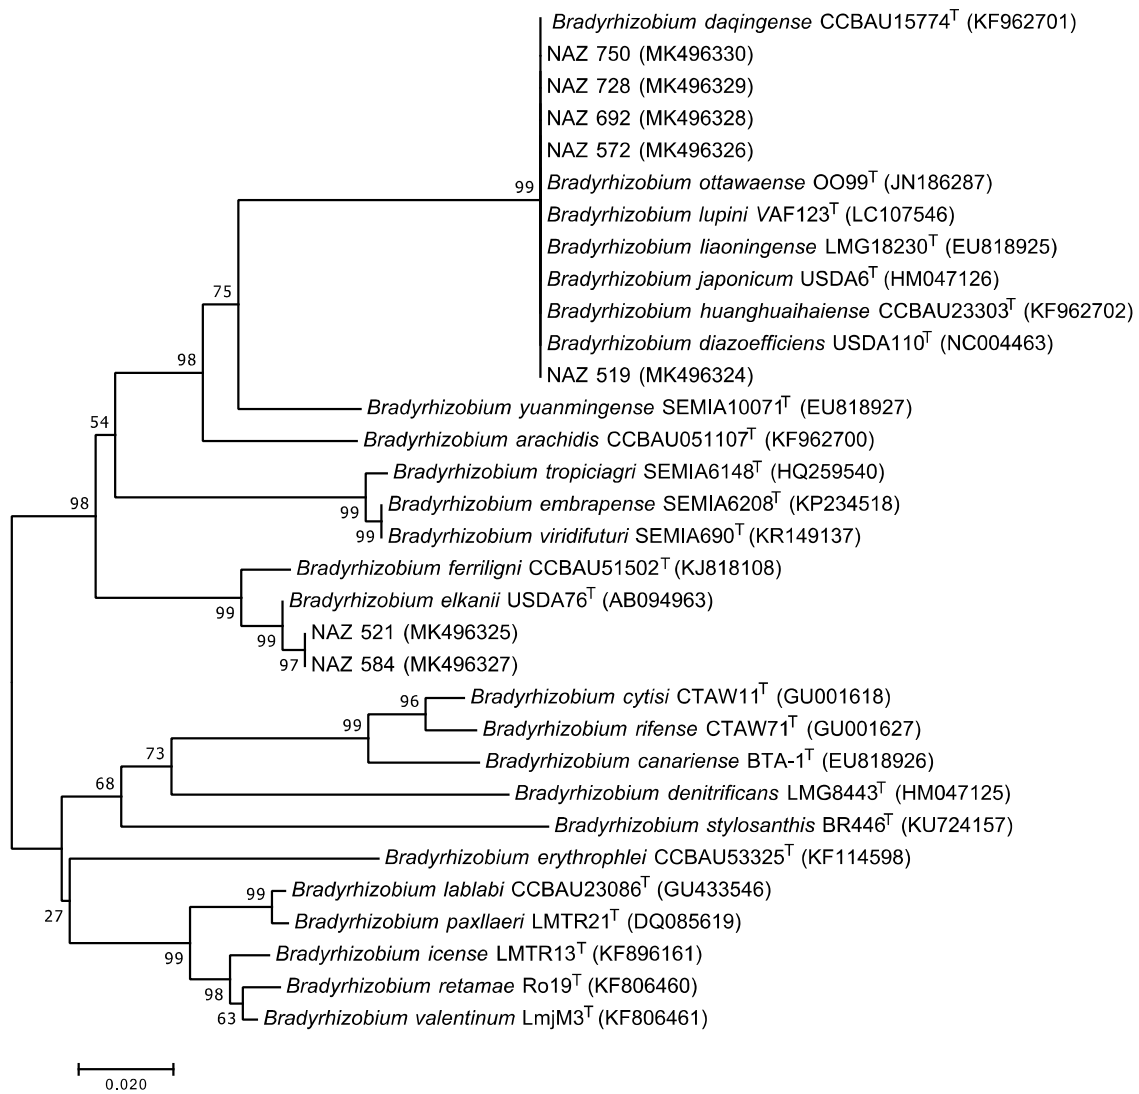 Bradyrhizobium daqingense CCBAU15774T (KF962701)
NAZ 750 (MK496330)
NAZ 728 (MK496329)
NAZ 692 (MK496328)
NAZ 572 (MK496326)
99
Bradyrhizobium ottawaense OO99T (JN186287)
Bradyrhizobium lupini VAF123T (LC107546)
Bradyrhizobium liaoningense LMG18230T (EU818925)
Bradyrhizobium japonicum USDA6T (HM047126)
75
Bradyrhizobium huanghuaihaiense CCBAU23303T (KF962702)
Bradyrhizobium diazoefficiens USDA110T (NC004463)
98
NAZ 519 (MK496324)
Bradyrhizobium yuanmingense SEMIA10071T (EU818927)
54
Bradyrhizobium arachidis CCBAU051107T (KF962700)
Bradyrhizobium tropiciagri SEMIA6148T (HQ259540)
98
Bradyrhizobium embrapense SEMIA6208T (KP234518)
99
99
Bradyrhizobium viridifuturi SEMIA690T (KR149137)
Bradyrhizobium ferriligni CCBAU51502T (KJ818108)
Bradyrhizobium elkanii USDA76T (AB094963)
99
NAZ 521 (MK496325)
99
97
NAZ 584 (MK496327)
Bradyrhizobium cytisi CTAW11T (GU001618)
96
99
Bradyrhizobium rifense CTAW71T (GU001627)
73
Bradyrhizobium canariense BTA-1T (EU818926)
68
Bradyrhizobium denitrificans LMG8443T (HM047125)
Bradyrhizobium stylosanthis BR446T (KU724157)
Bradyrhizobium erythrophlei CCBAU53325T (KF114598)
99
Bradyrhizobium lablabi CCBAU23086T (GU433546)
27
Bradyrhizobium paxllaeri LMTR21T (DQ085619)
99
Bradyrhizobium icense LMTR13T (KF896161)
98
Bradyrhizobium retamae Ro19T (KF806460)
63
Bradyrhizobium valentinum LmjM3T (KF806461)
0.020